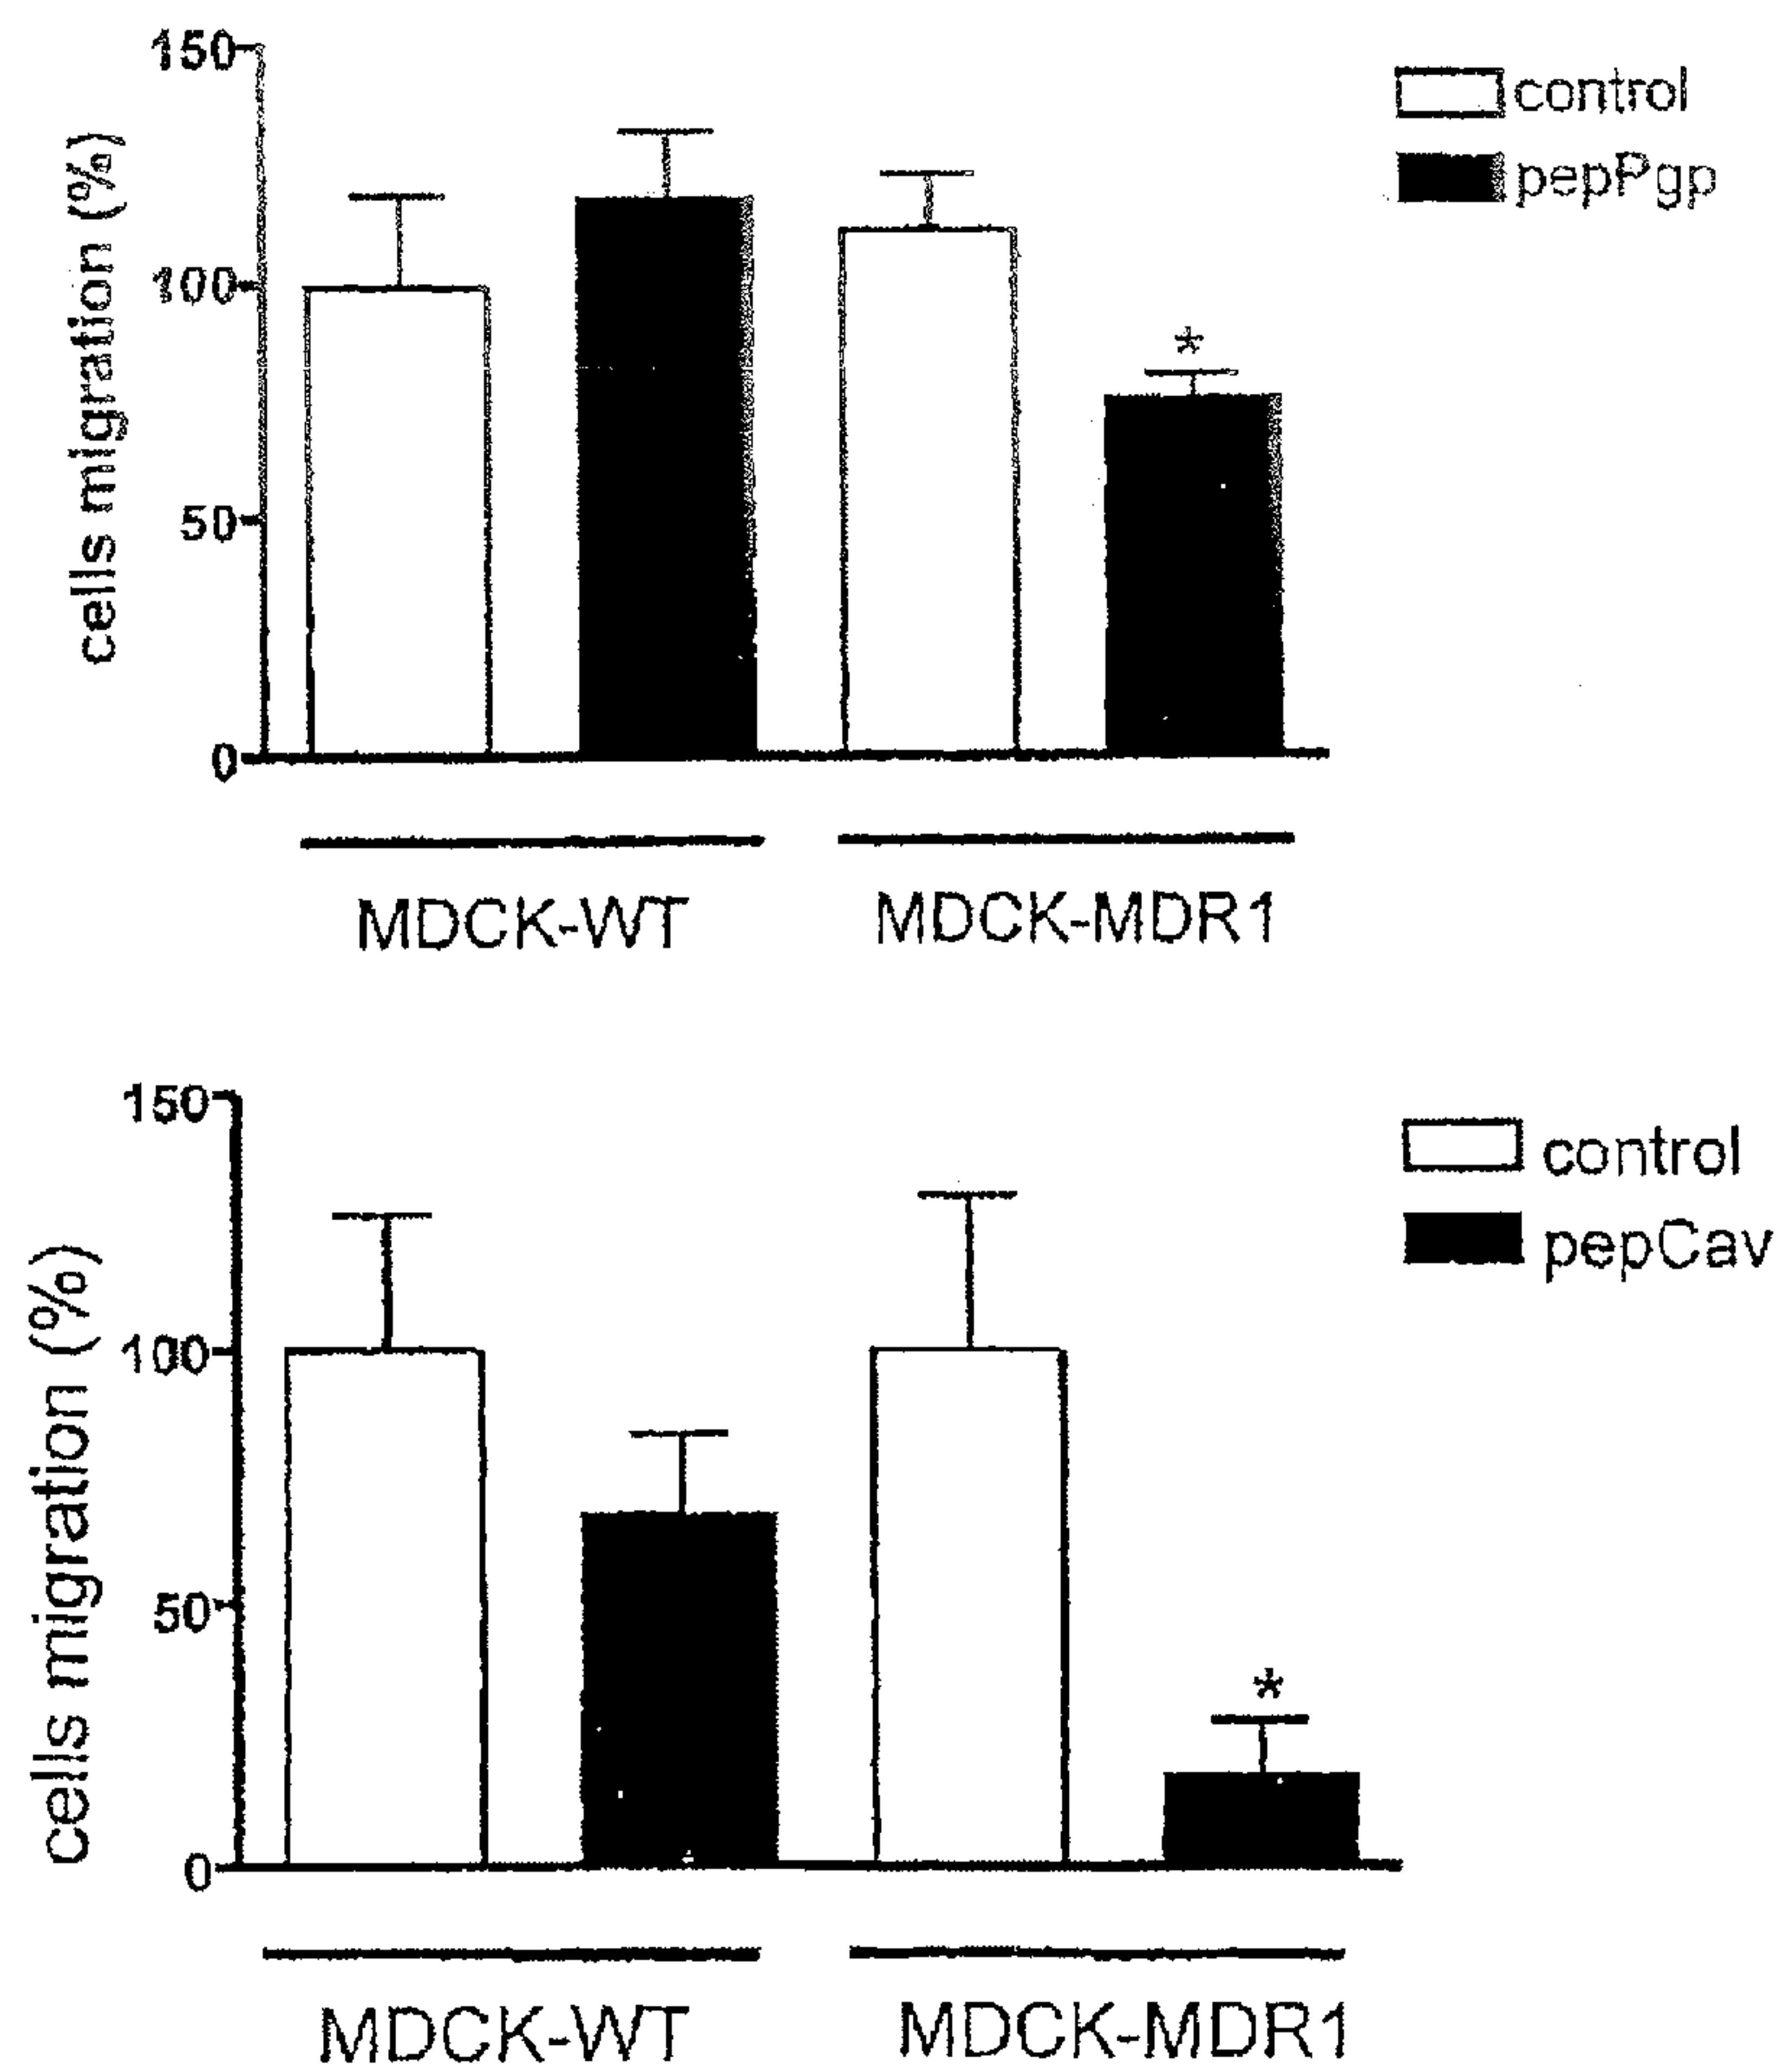 150
100
50
0
cells migration (%)
control
pepPgp
*
MDCK-WT
MDCK-MDR1
150
100
50
0
cells migration (%)
control
pepCav
*
MDCK-WT
MDCK-MDR1